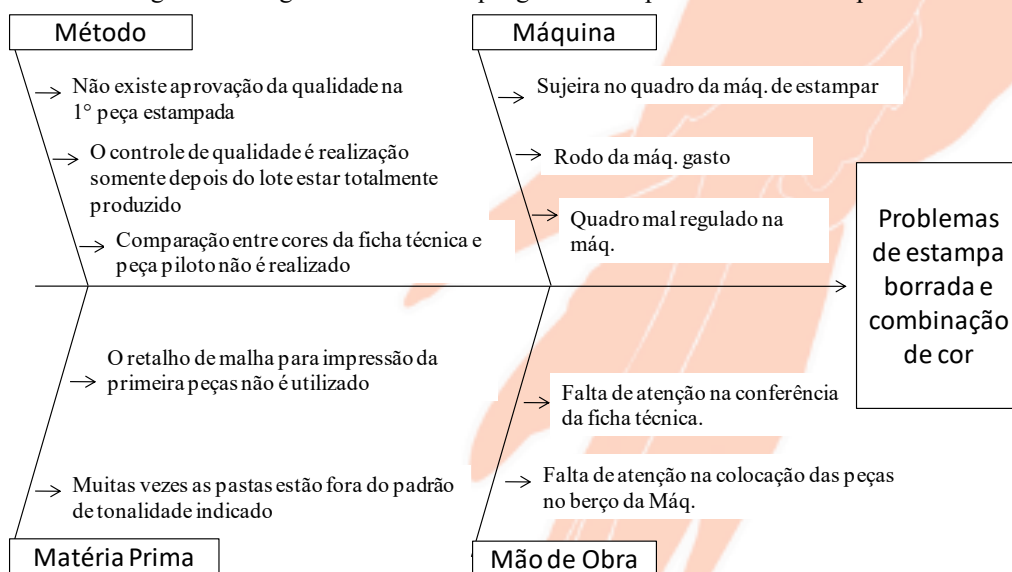 Método
Não existe aprovação da qualidade na
1° peça estampada
O controle de qualidade é realização
somente depois do lote estar totalmente
produzido
Comparação entre cores da ficha técnica e
peça piloto não é realizado
Máquina
Sujeira no quadro da máq. de estampar
Rodo da máq. gasto
Quadro mal regulado na
máq.
O retalho de malha para impressão da
primeira peças não é utilizado
Muitas vezes as pastas estão fora do padrão
de tonalidade indicado
Matéria Prima
Falta de atenção na conferência
da ficha técnica.
Falta de atenção na colocação das peças
no berço da Máq.
Mão de Obra
Problemas
de estampa
borrada e
combinação
de cor